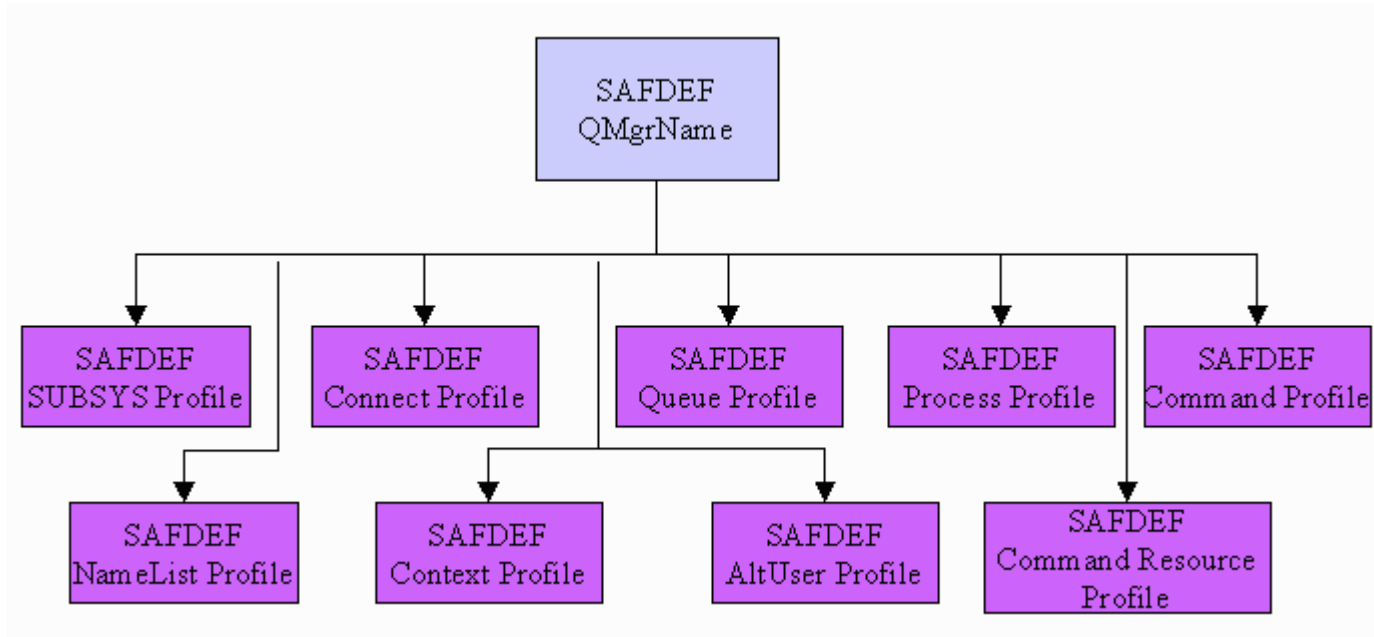 SAFDEF
QMgrName
SAFDEF
SUBSYS Profile
SAFDEF
Connect Profile
SAFDEF
Queue Profile
SAFDEF
Process Profile
SAFDEF
Command Profile
SAFDEF
NameList Profile
SAFDEF
Context Profile
SAFDEF
AltUser Profile
SAFDEF
Command Resource
Profile